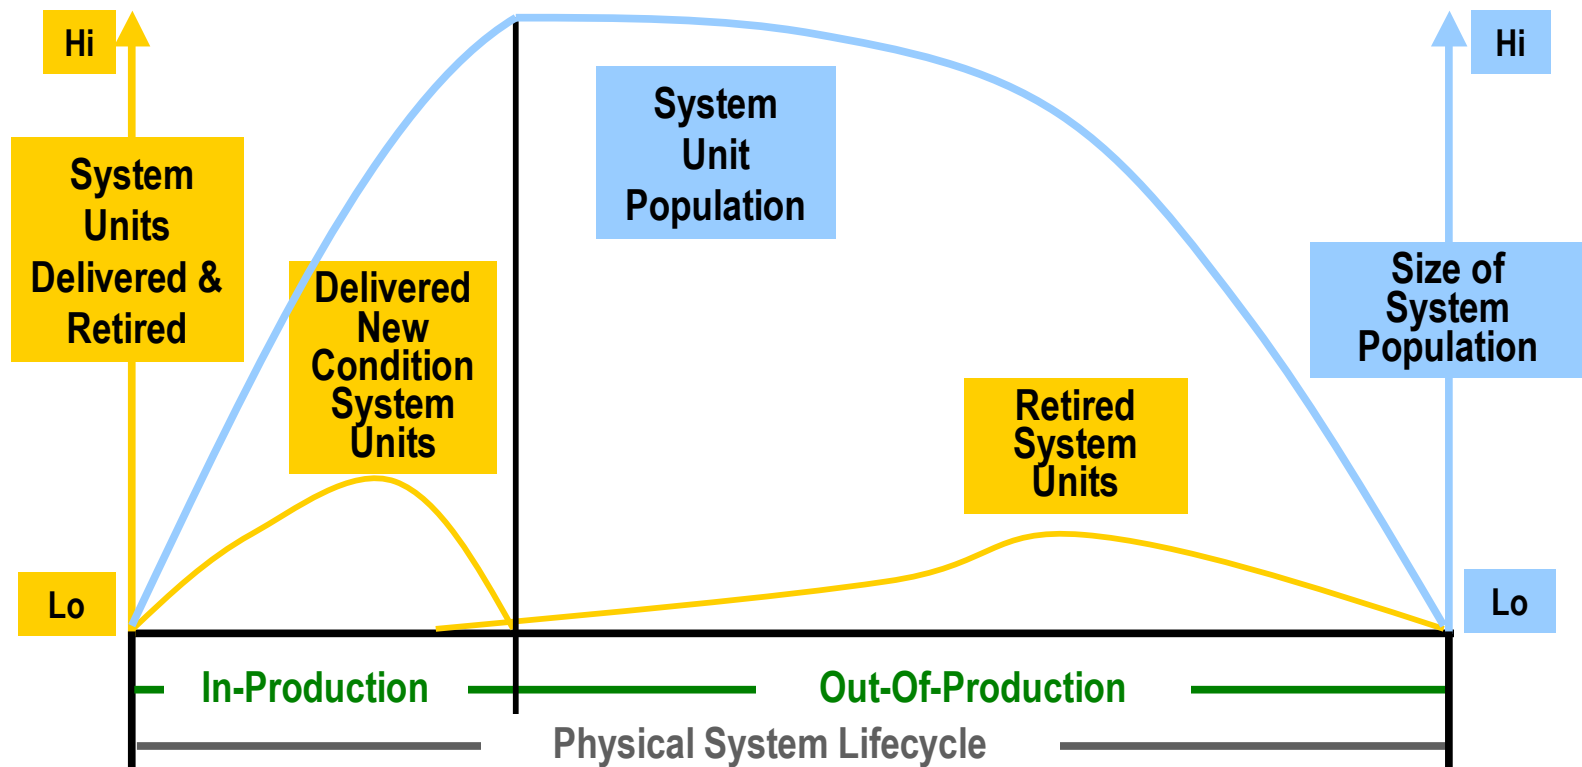 Hi
System
Units
Delivered &
Retired
Lo
Delivered
New
Condition
System
Units
System
Unit
Population
Retired
System
Units
Hi
Size of
System
Population
Lo
In-Production
Out-Of-Production
Physical System Lifecycle